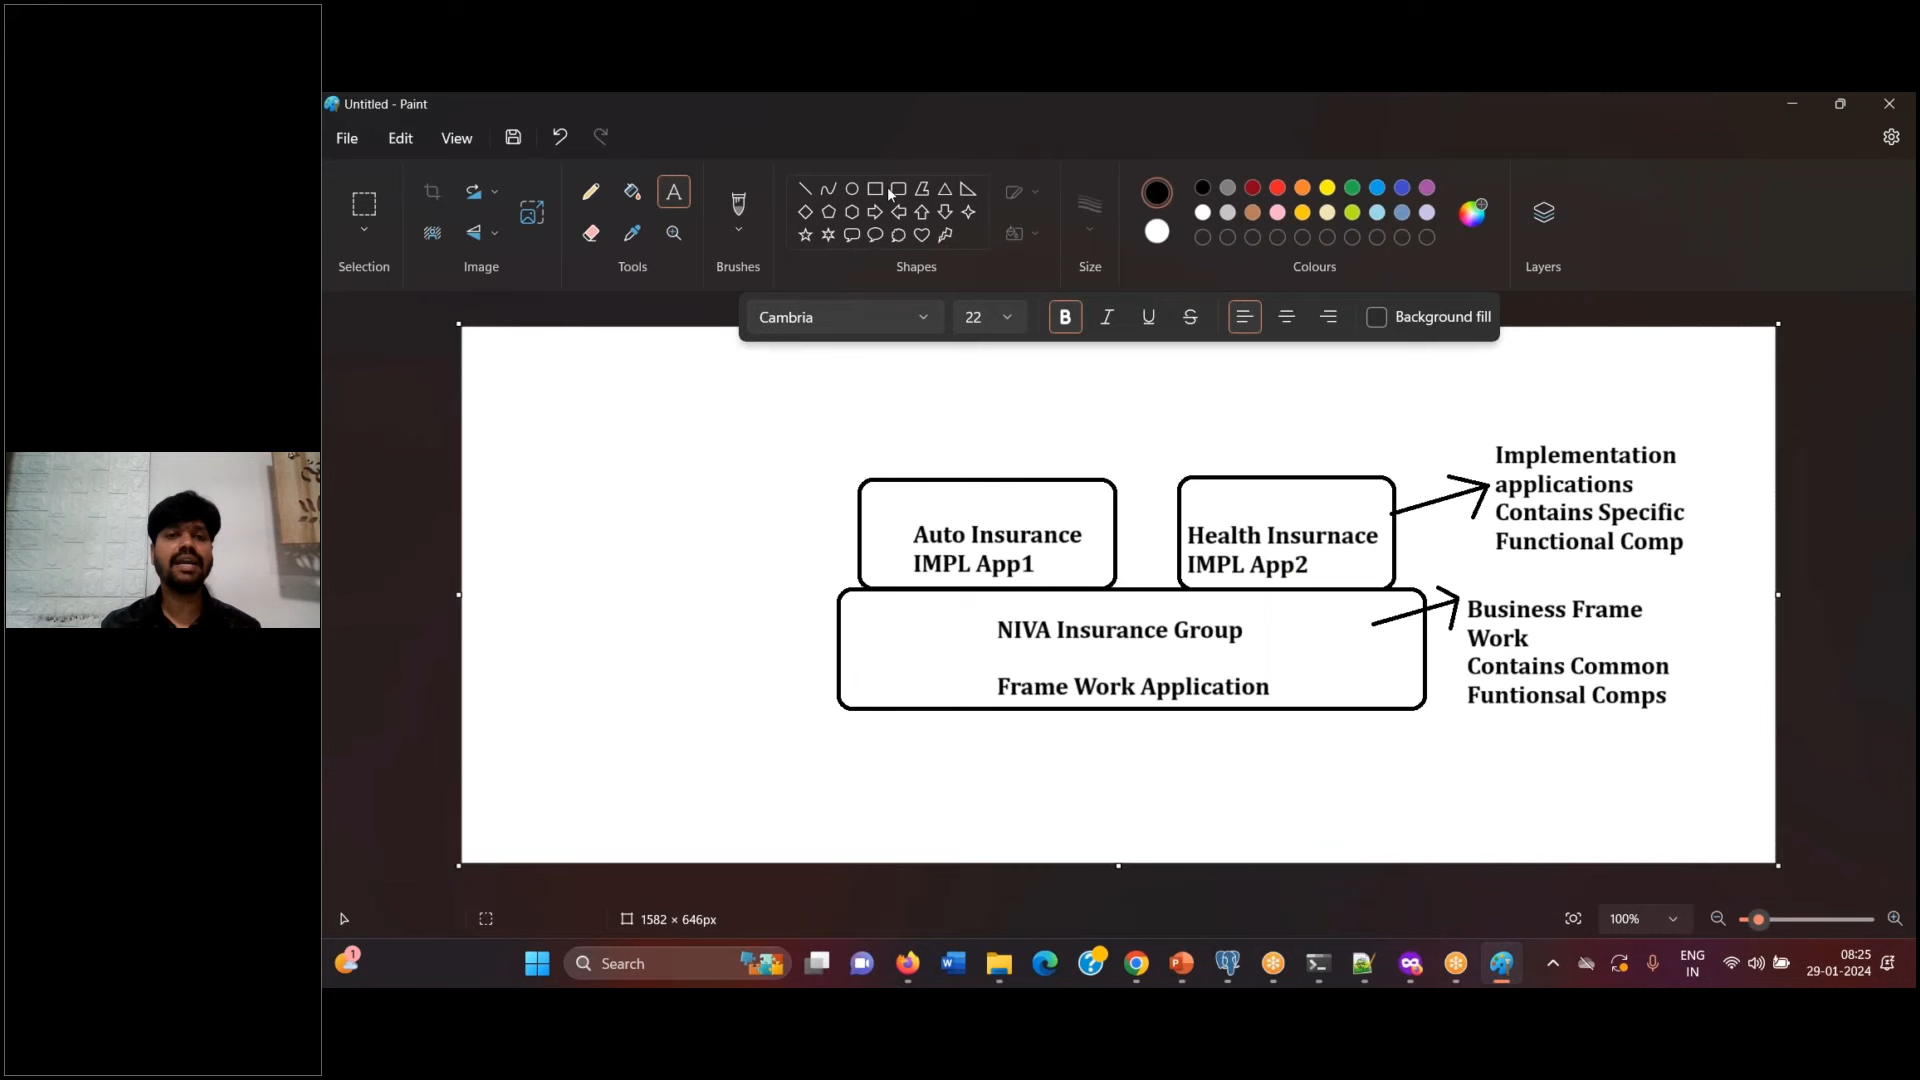 Untitled - Paint
File Edit View
Selection Image Tools Brushes Shapes Size Colours Layers
Cambria 22 B I U S Background fill
Implementation
applications
Contains Specific
Functional Comp
Auto Insurance
IMPL App1
Health Insurnace
IMPL App2
NIVA Insurance Group
Frame Work Application
Business Frame
Work
Contains Common
Funtionsal Comps
1582 × 646px
100%
1
Search
ENG
IN
08:25
29-01-2024